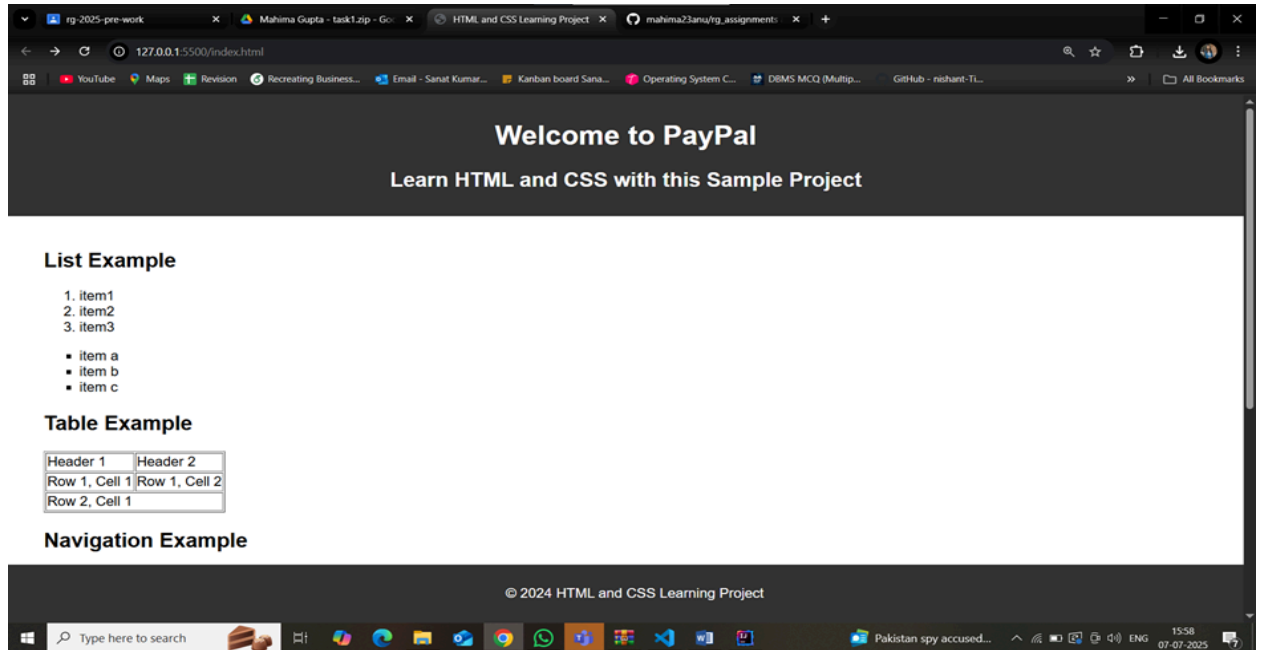 rg-2025-pre-work
Mahima Gupta - task1.zip - Goo
HTML and CSS Learning Project
mahima23anu/rg_assignments
127.0.0.1:5500/index.html
YouTube
Maps
Revision
Recreating Business...
Email - Sanat Kumar...
Kanban board Sana...
Operating System C...
DBMS MCQ (Multip...
GitHub - nishant-Ti...
All Bookmarks
Welcome to PayPal
Learn HTML and CSS with this Sample Project
List Example
1. item1
2. item2
3. item3
▪ item a
▪ item b
▪ item c
Table Example
Header 1 Header 2
Row 1, Cell 1 Row 1, Cell 2
Row 2, Cell 1
Navigation Example
© 2024 HTML and CSS Learning Project
Type here to search
Pakistan spy accused...
ENG
15:58
07-07-2025
7